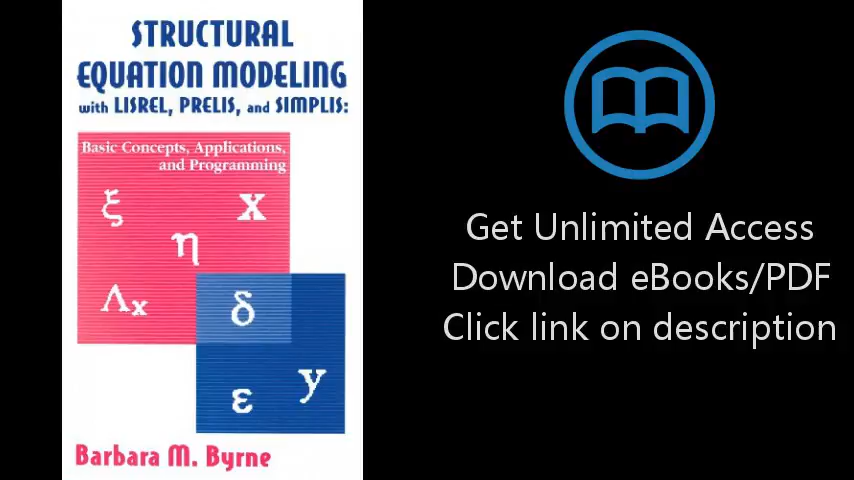 STRUCTURAL
EQUATION MODELING
with LISREL, PRELIS, and SIMPLIS:
Basic Concepts, Applications,
and Programming
ξ x
η
Λx
δ
ε y
Barbara M. Byrne
Get Unlimited Access
Download eBooks/PDF
Click link on description